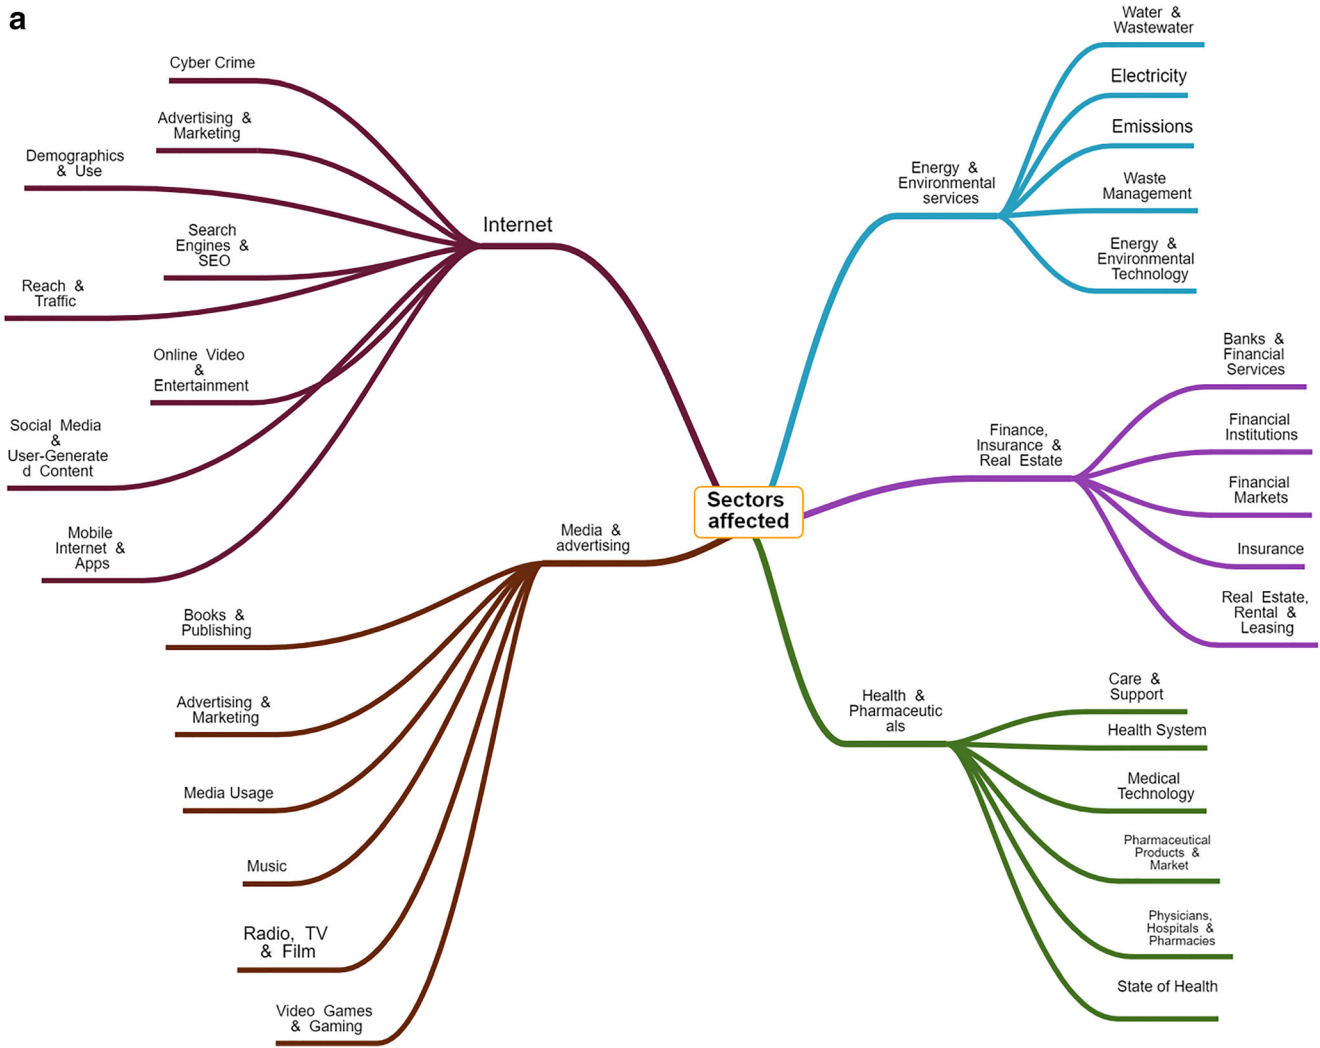 a
Cyber Crime
Advertising &
Marketing
Demographics
& Use
Search
Engines &
SEO
Reach &
Traffic
Online Video
&
Entertainment
Social Media
&
User-Generate
d Content
Mobile
Internet &
Apps
Internet
Sectors
affected
Media &
advertising
Books &
Publishing
Advertising &
Marketing
Media Usage
Music
Radio, TV
& Film
Video Games
& Gaming
Energy &
Environmental
services
Water &
Wastewater
Electricity
Emissions
Waste
Management
Energy &
Environmental
Technology
Finance,
Insurance &
Real Estate
Banks &
Financial
Services
Financial
Institutions
Financial
Markets
Insurance
Real Estate,
Rental &
Leasing
Health &
Pharmaceutic
als
Care &
Support
Health System
Medical
Technology
Pharmaceutical
Products &
Market
Physicians,
Hospitals &
Pharmacies
State of Health